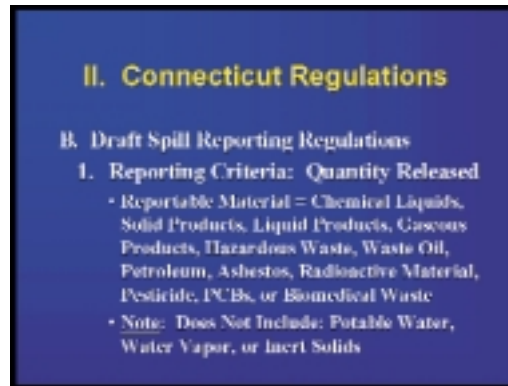 II. Connecticut Regulations
B. Draft Spill Reporting Regulations
1. Reporting Criteria: Quantity Released
• Reportable Material = Chemical Liquids,
Solid Products, Liquid Products, Gaseous
Products, Hazardous Waste, Waste Oil,
Petroleum, Asbestos, Radioactive Material,
Pesticide, PCBs, or Biomedical Waste
• Note: Does Not Include: Potable Water,
Water Vapor, or Inert Solids